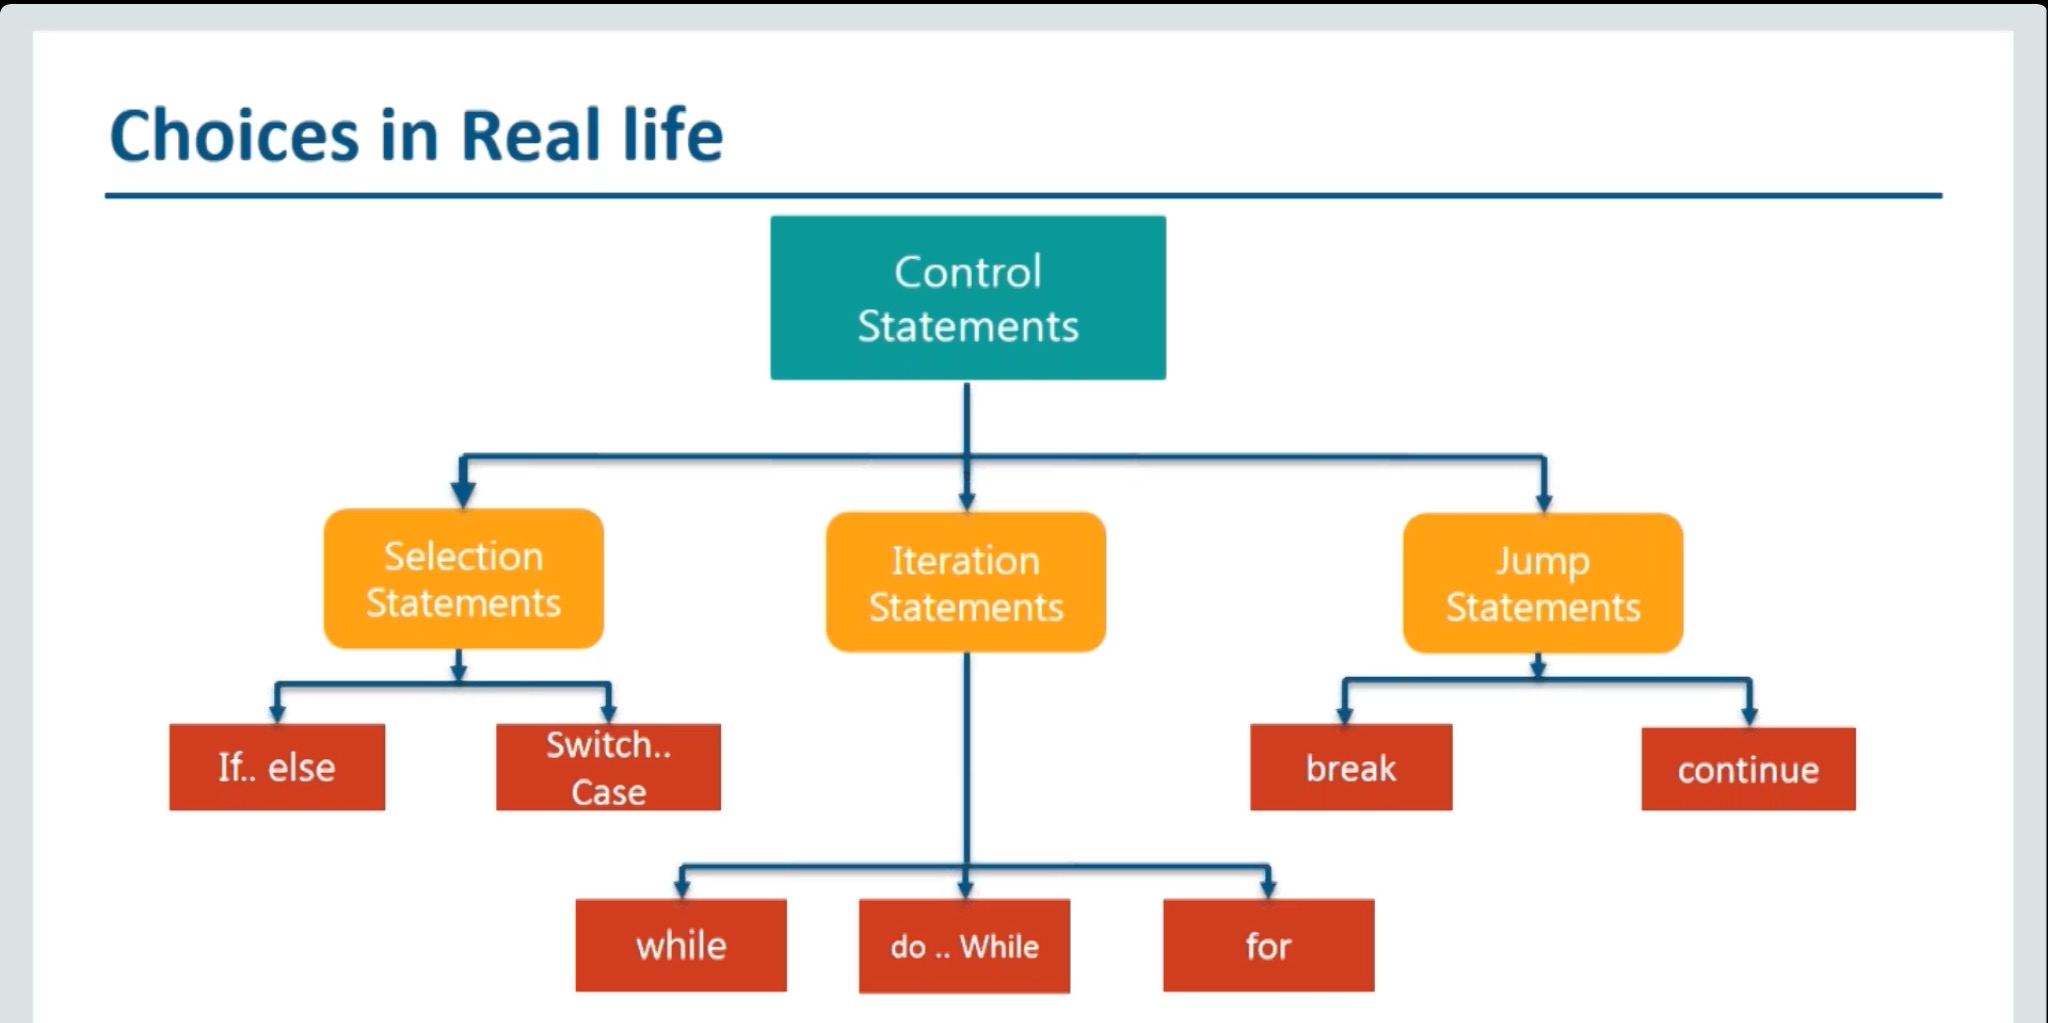 Choices in Real life
Control
Statements
Selection
Statements
Iteration
Statements
Jump
Statements
If.. else
Switch..
Case
break
continue
while
do .. While
for